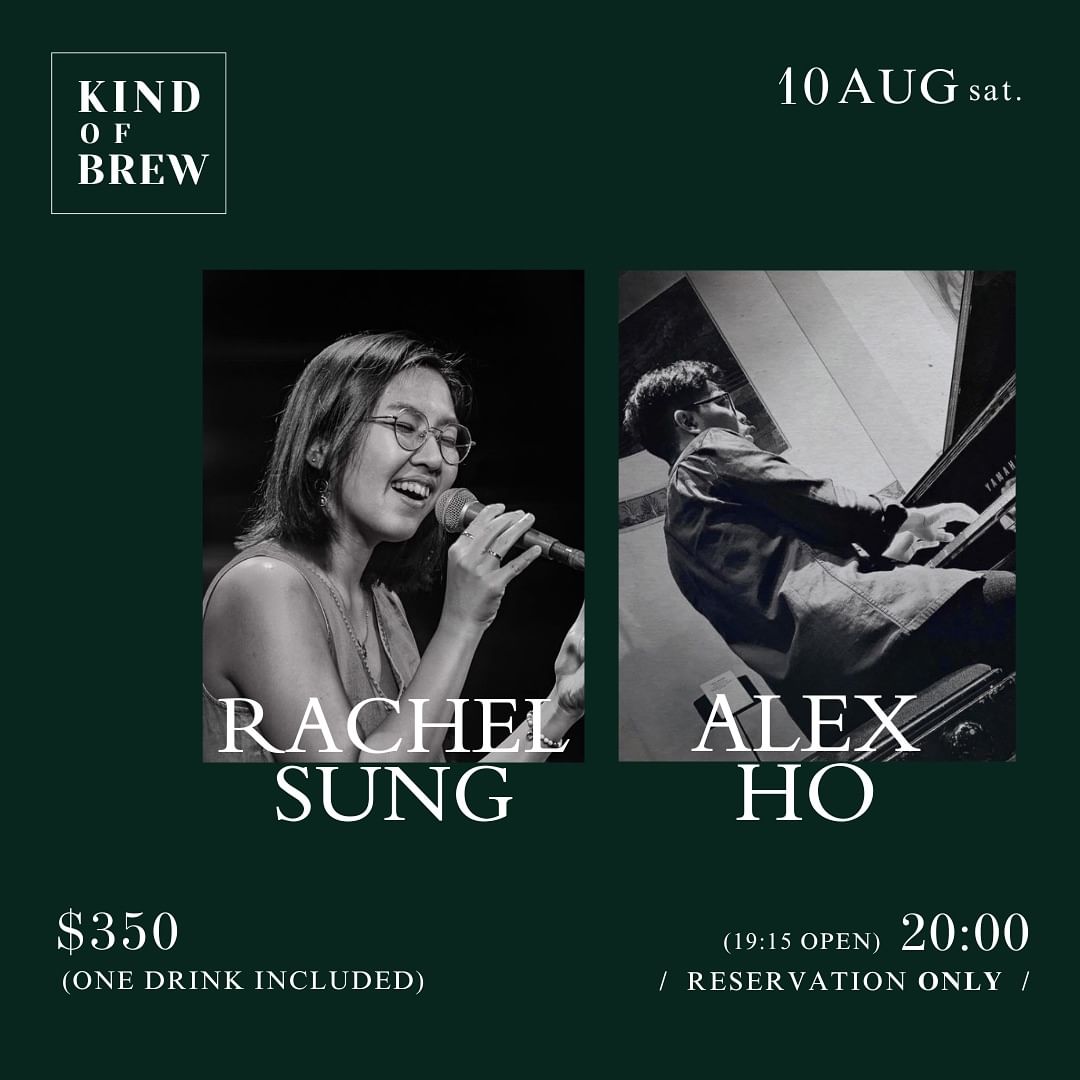 KIND
OF
BREW
10 AUG sat.
YAMAH
RACHEL
SUNG
ALEX
HO
$350
(ONE DRINK INCLUDED)
(19:15 OPEN) 20:00
/ RESERVATION ONLY /